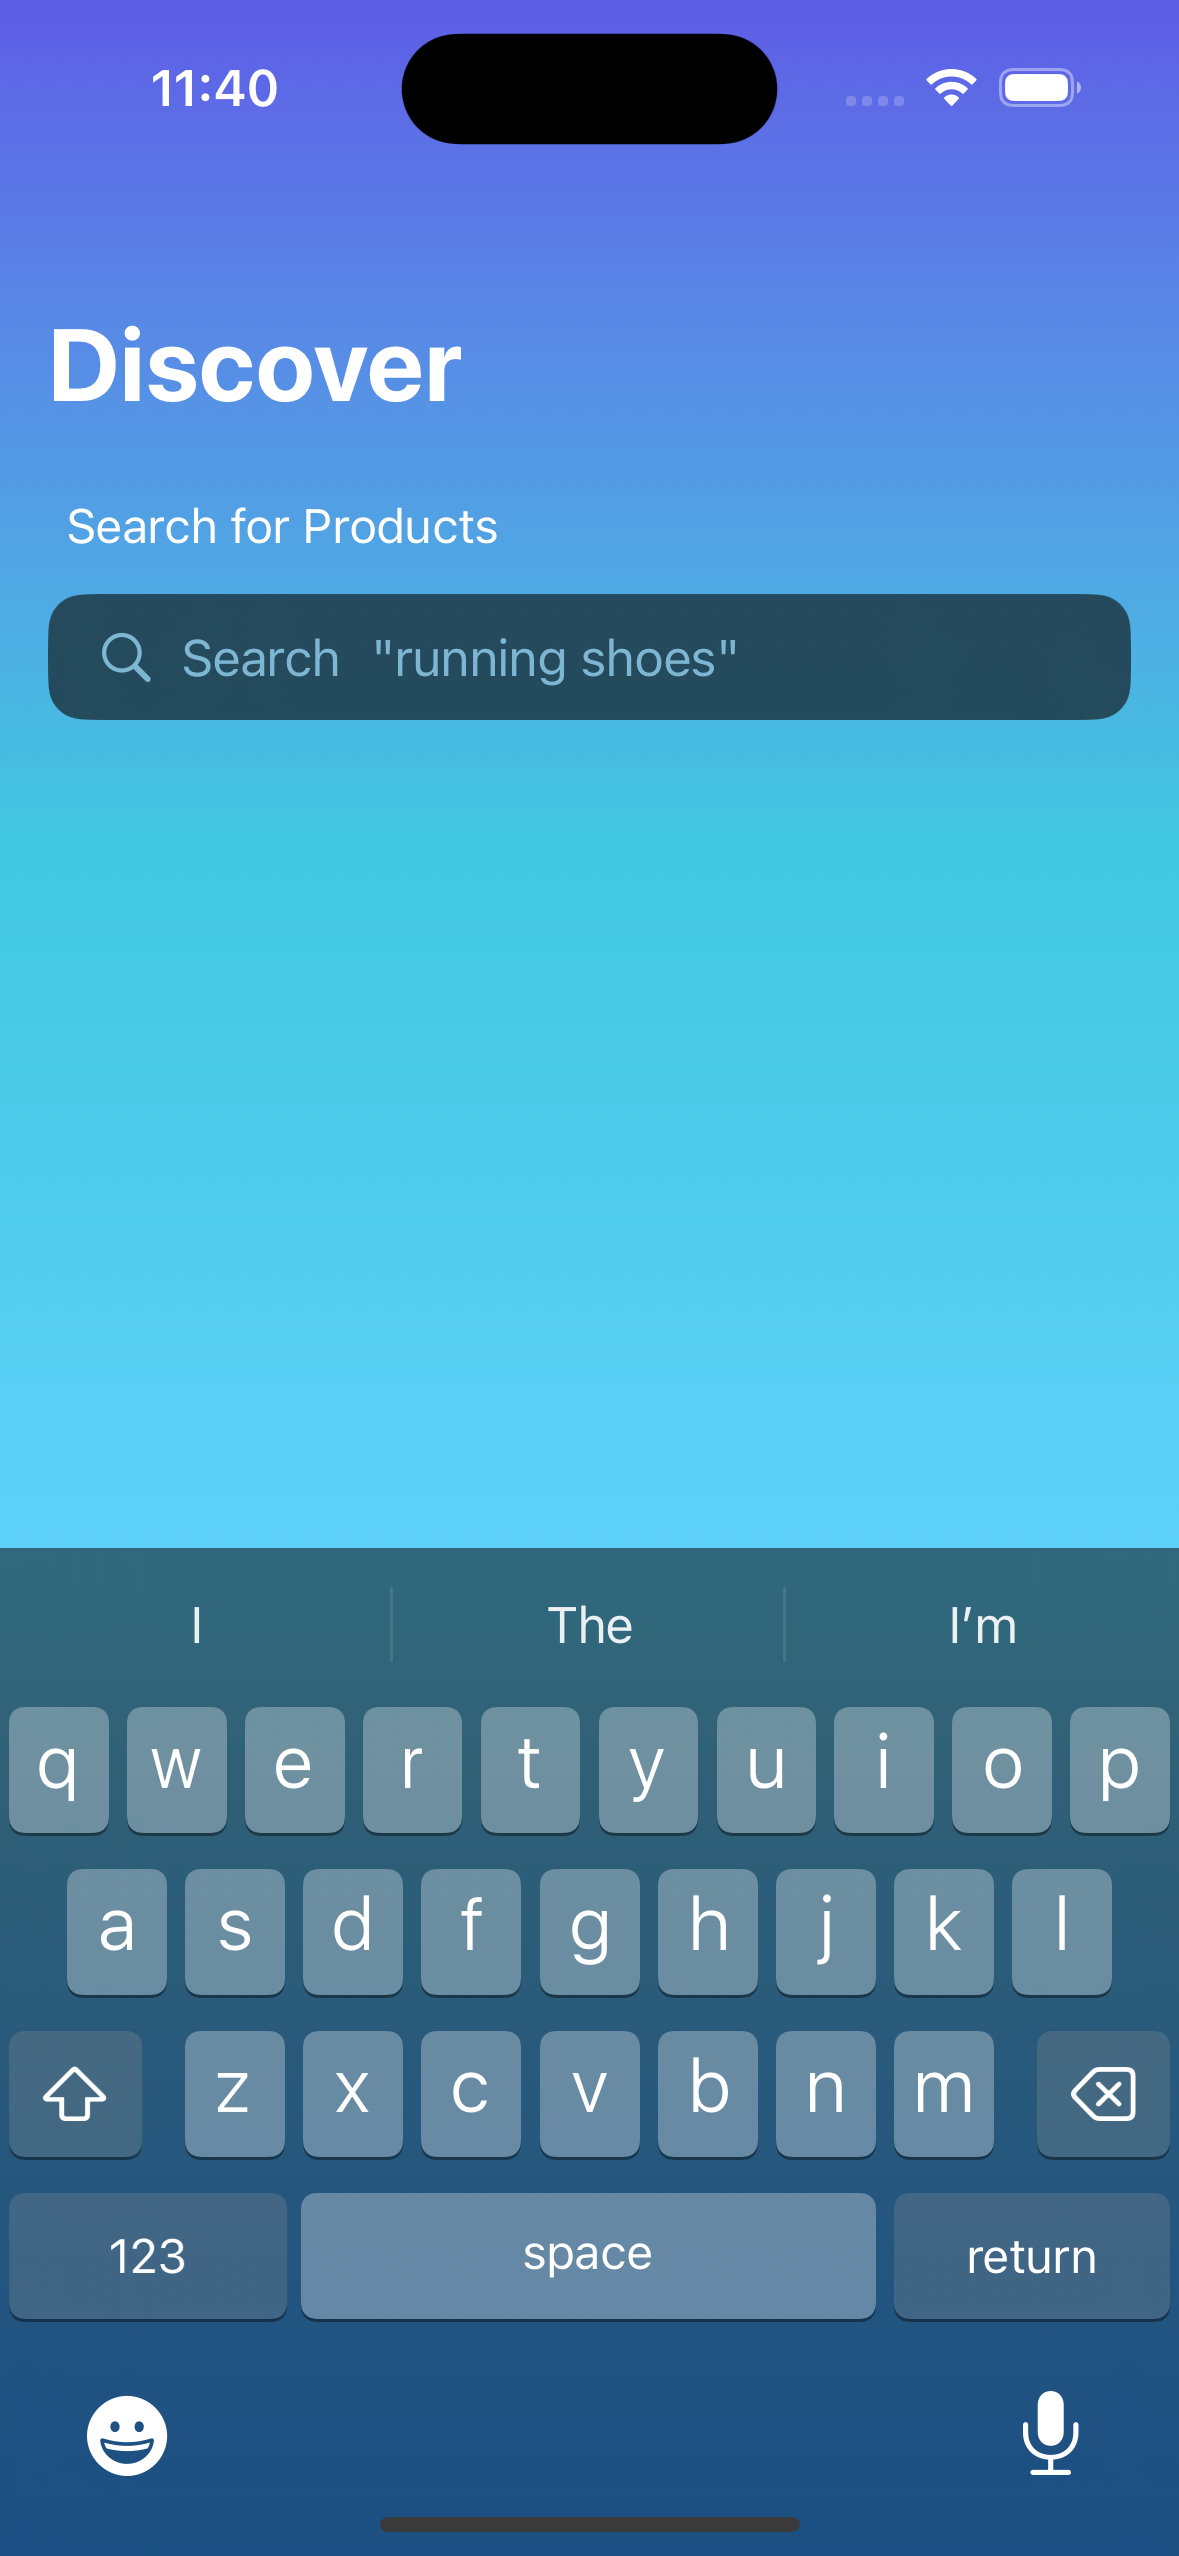 11:40
Discover
Search for Products
Search "running shoes"
I The I’m
q w e r t y u i o p
a s d f g h j k l
z x c v b n m
123 space return